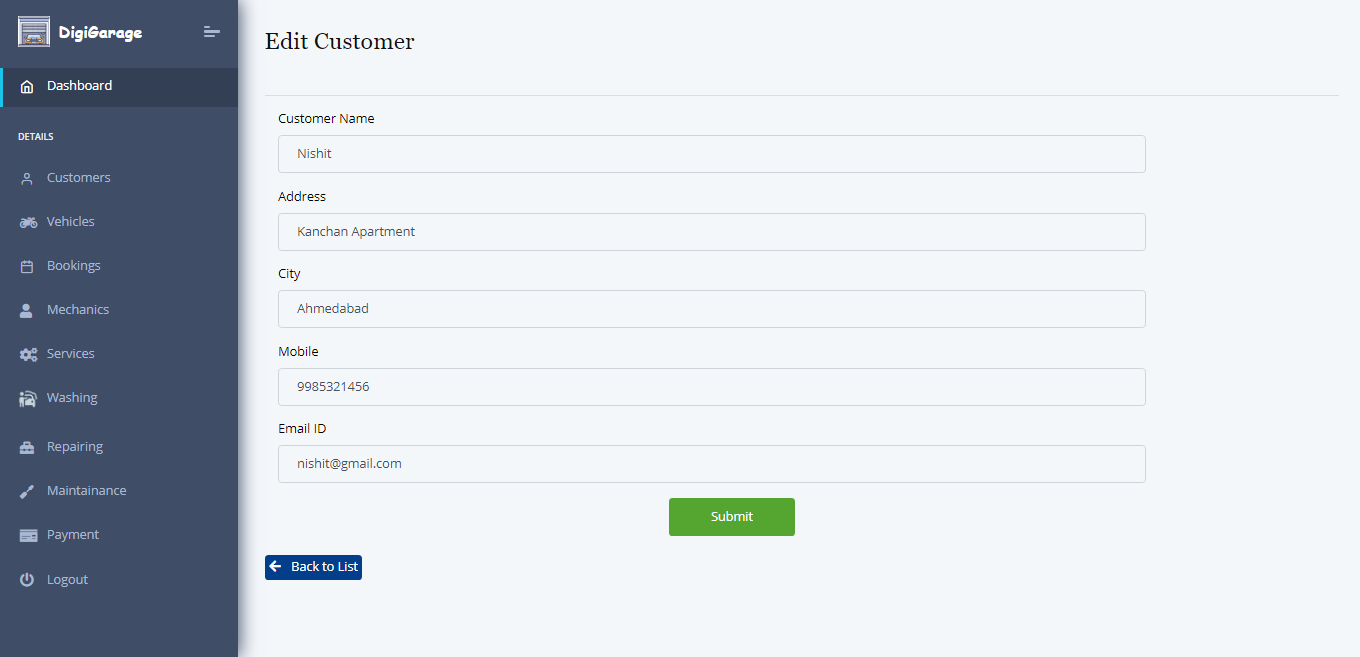 DigiGarage
Dashboard
DETAILS
Customers
Vehicles
Bookings
Mechanics
Services
Washing
Repairing
Maintainance
Payment
Logout
Edit Customer
Customer Name
Nishit
Address
Kanchan Apartment
City
Ahmedabad
Mobile
9985321456
Email ID
nishit@gmail.com
Submit
Back to List